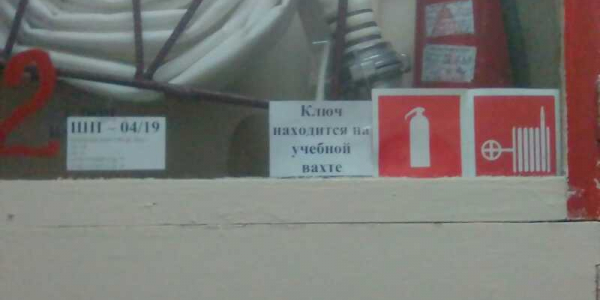 2
ШП – 04/19
Ключ
находится на
учебной
вахте